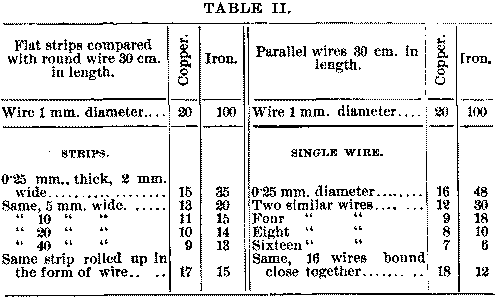 TABLE II.
Flat strips compared with round wire 30 cm. in length. | Copper. | Iron. | Parallel wires 30 cm. in length. | Copper. | Iron.
Wire 1 mm. diameter.... 20 100 Wire 1 mm. diameter.... 20 100
STRIPS. SINGLE WIRE.
0·25 mm., thick, 2 mm.
wide............... 15 35 0·25 mm. diameter........ 16 48
Same, 5 mm. wide. ...... 13 20 Two similar wires.... .... 12 30
" 10 " " 11 15 Four " " 9 18
" 20 " " 10 14 Eight " " 8 10
" 40 " " 9 13 Sixteen " " 7 6
Same strip rolled up in the form of wire.. .. 17 15 Same, 16 wires bound close together........ .. 18 12